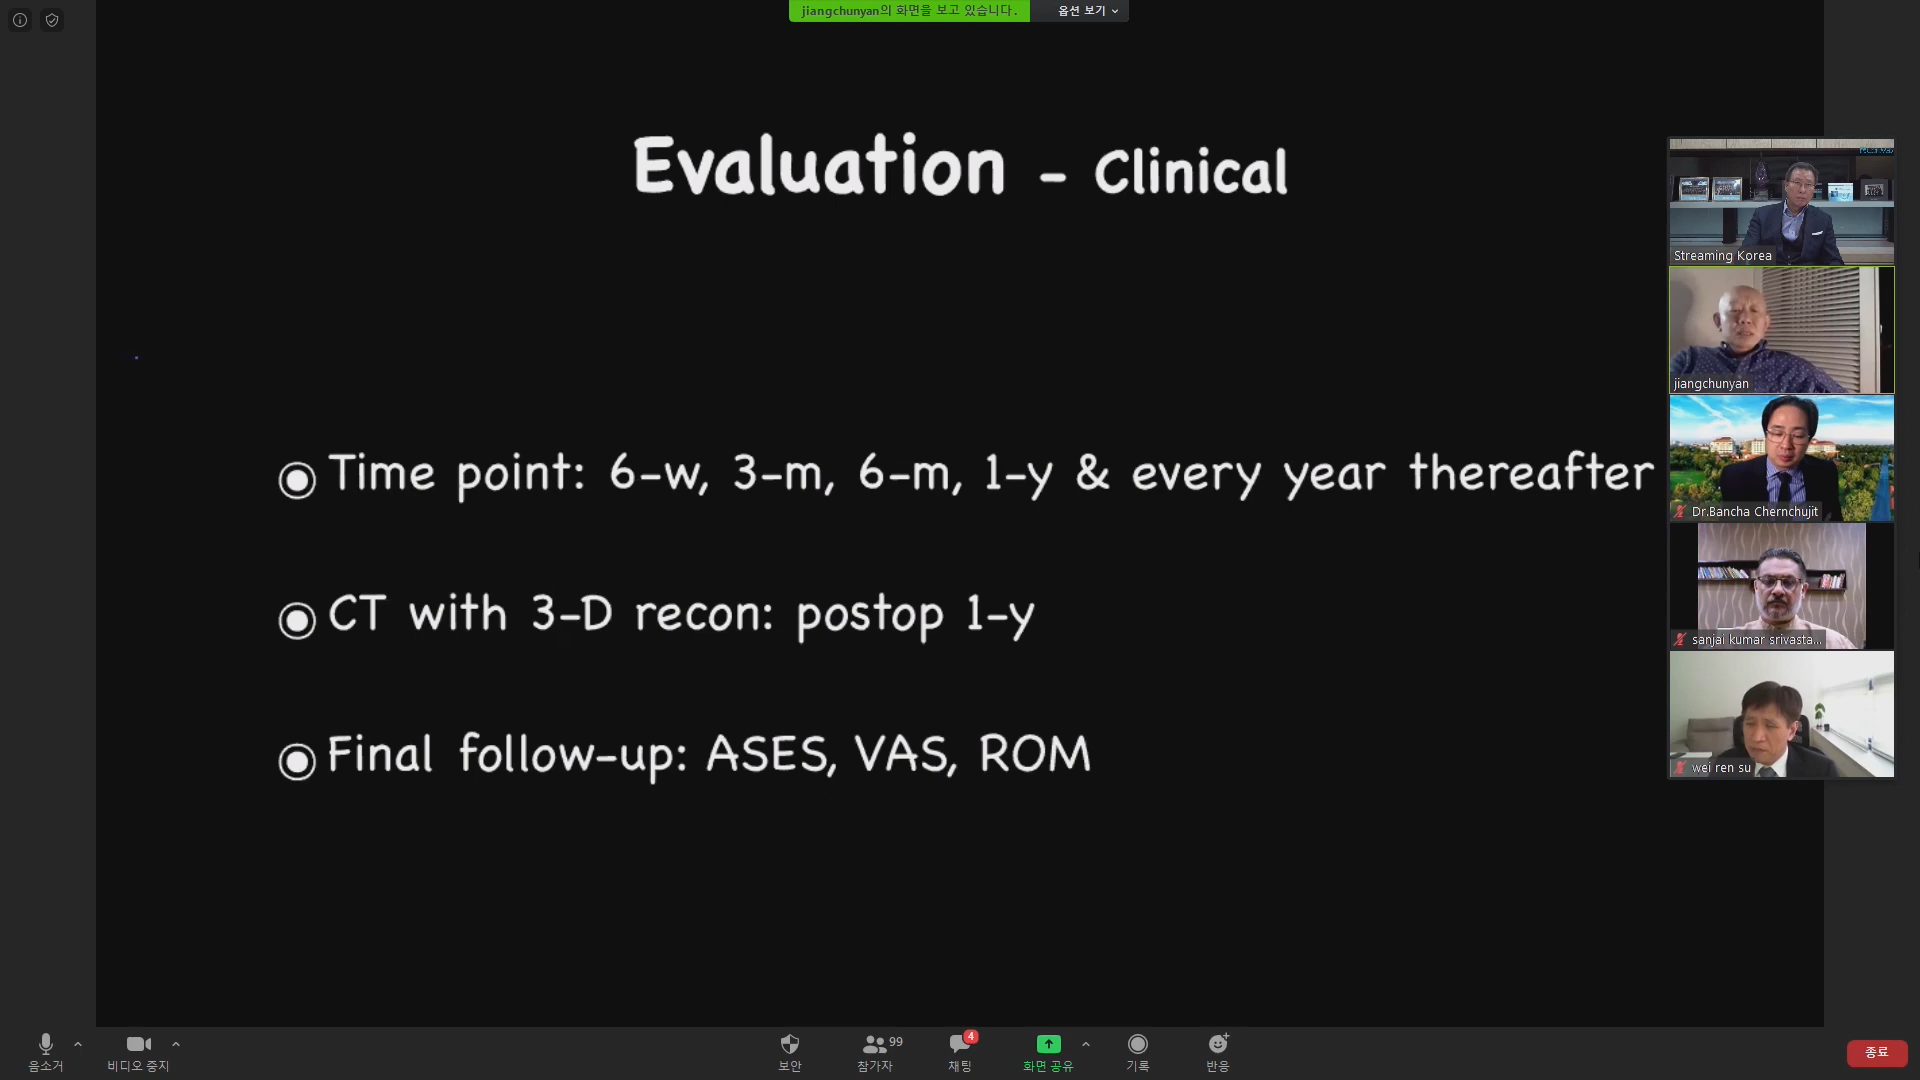 jiangchunyan의 화면을 보고 있습니다.
옵션 보기
Evaluation - Clinical
Time point: 6-w, 3-m, 6-m, 1-y & every year thereafter
CT with 3-D recon: postop 1-y
Final follow-up: ASES, VAS, ROM
Streaming Korea
jiangchunyan
Dr.Bancha Chernchujit
sanjai kumar srivasta...
wei ren su
음소거
비디오 중지
보안
참가자
99
채팅
4
화면 공유
기록
반응
종료